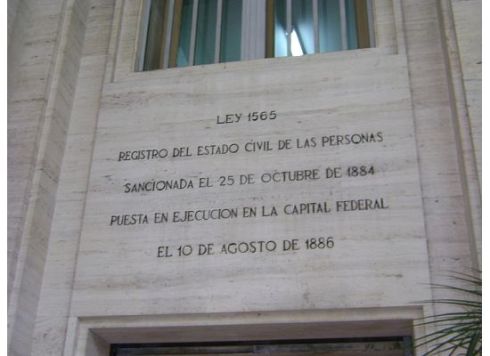 LEY 1565
REGISTRO DEL ESTADO CIVIL DE LAS PERSONAS
SANCIONADA EL 25 DE OCTUBRE DE 1884
PUESTA EN EJECUCION EN LA CAPITAL FEDERAL
EL 10 DE AGOSTO DE 1886